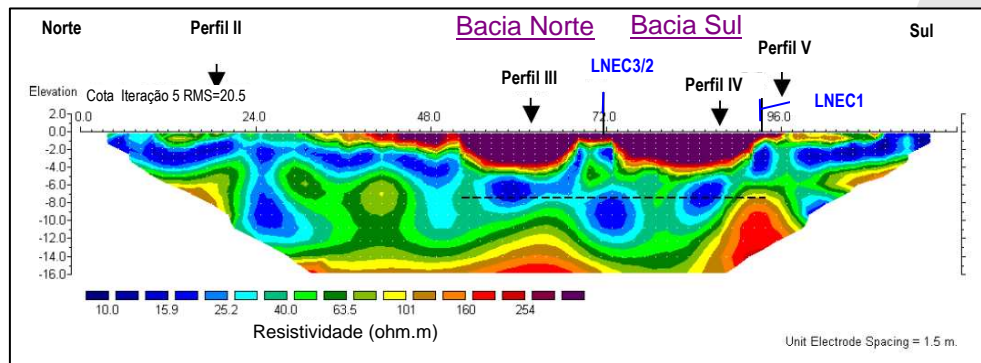 Norte Perfil II Bacia Norte Bacia Sul Perfil V Sul
Perfil III LNEC3/2 Perfil IV LNEC1
Elevation Cota Iteração 5 RMS=20.5
0.0 24.0 48.0 72.0 96.0
2.0
0.0
-2.0
-4.0
-6.0
-8.0
-10.0
-12.0
-14.0
-16.0
10.0 15.9 25.2 40.0 63.5 101 160 254
Resistividade (ohm.m)
Unit Electrode Spacing = 1.5 m.